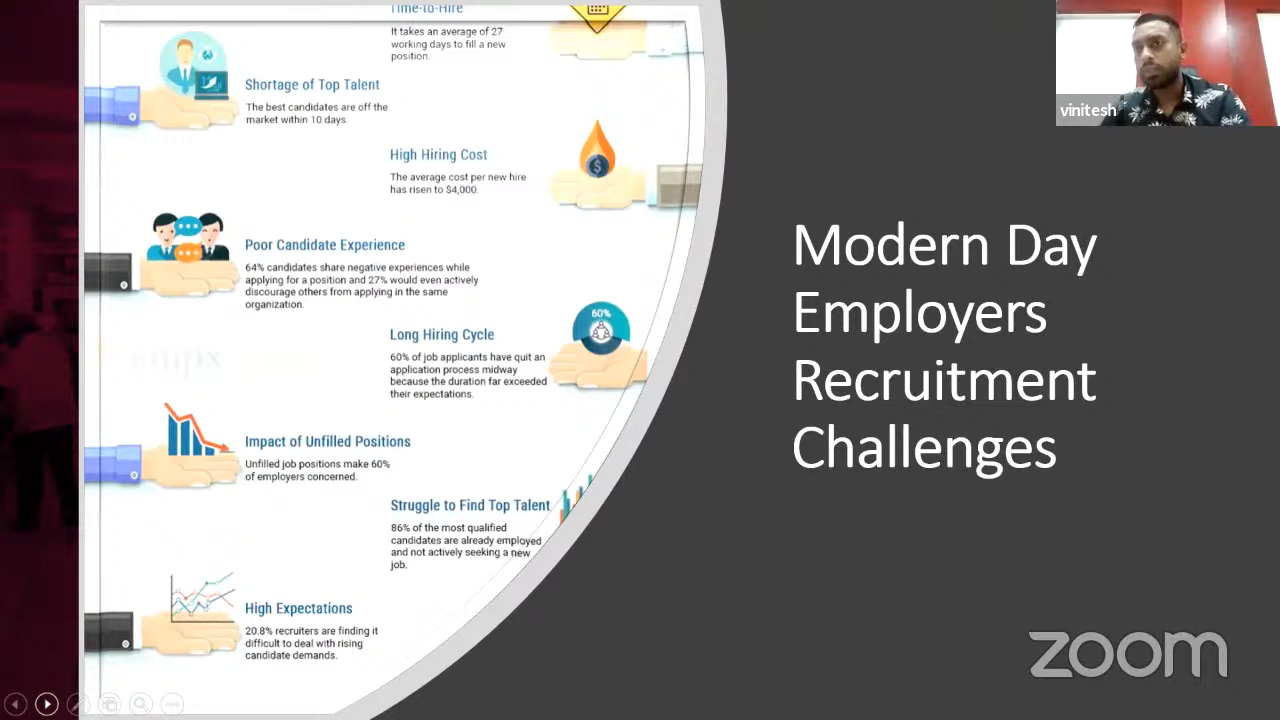 Time-to-Hire
It takes an average of 27
working days to fill a new
position.
Shortage of Top Talent
The best candidates are off the
market within 10 days.
High Hiring Cost
The average cost per new hire
has risen to $4,000.
$
Poor Candidate Experience
64% candidates share negative experiences while
applying for a position and 27% would even actively
discourage others from applying in the same
organization.
Long Hiring Cycle
60% of job applicants have quit an
application process midway
because the duration far exceeded
their expectations.
60%
Impact of Unfilled Positions
Unfilled job positions make 60%
of employers concerned.
Struggle to Find Top Talent
86% of the most qualified
candidates are already employed
and not actively seeking a new
job.
High Expectations
20.8% recruiters are finding it
difficult to deal with rising
candidate demands.
Modern Day
Employers
Recruitment
Challenges
vinitesh
zoom